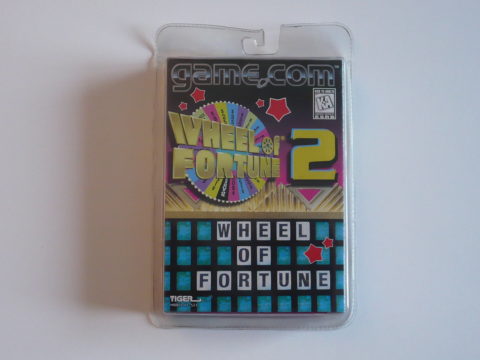 game.com
WHEEL OF
FORTUNE 2
WHEEL
OF
FORTUNE
TIGER